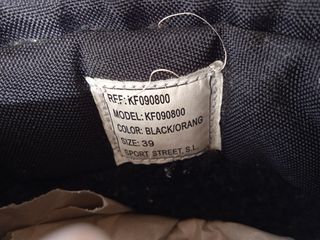 REF: KF090800
MODEL: KF090800
COLOR: BLACK/ORANG
SIZE: 39
SPORT STREET, S.L.